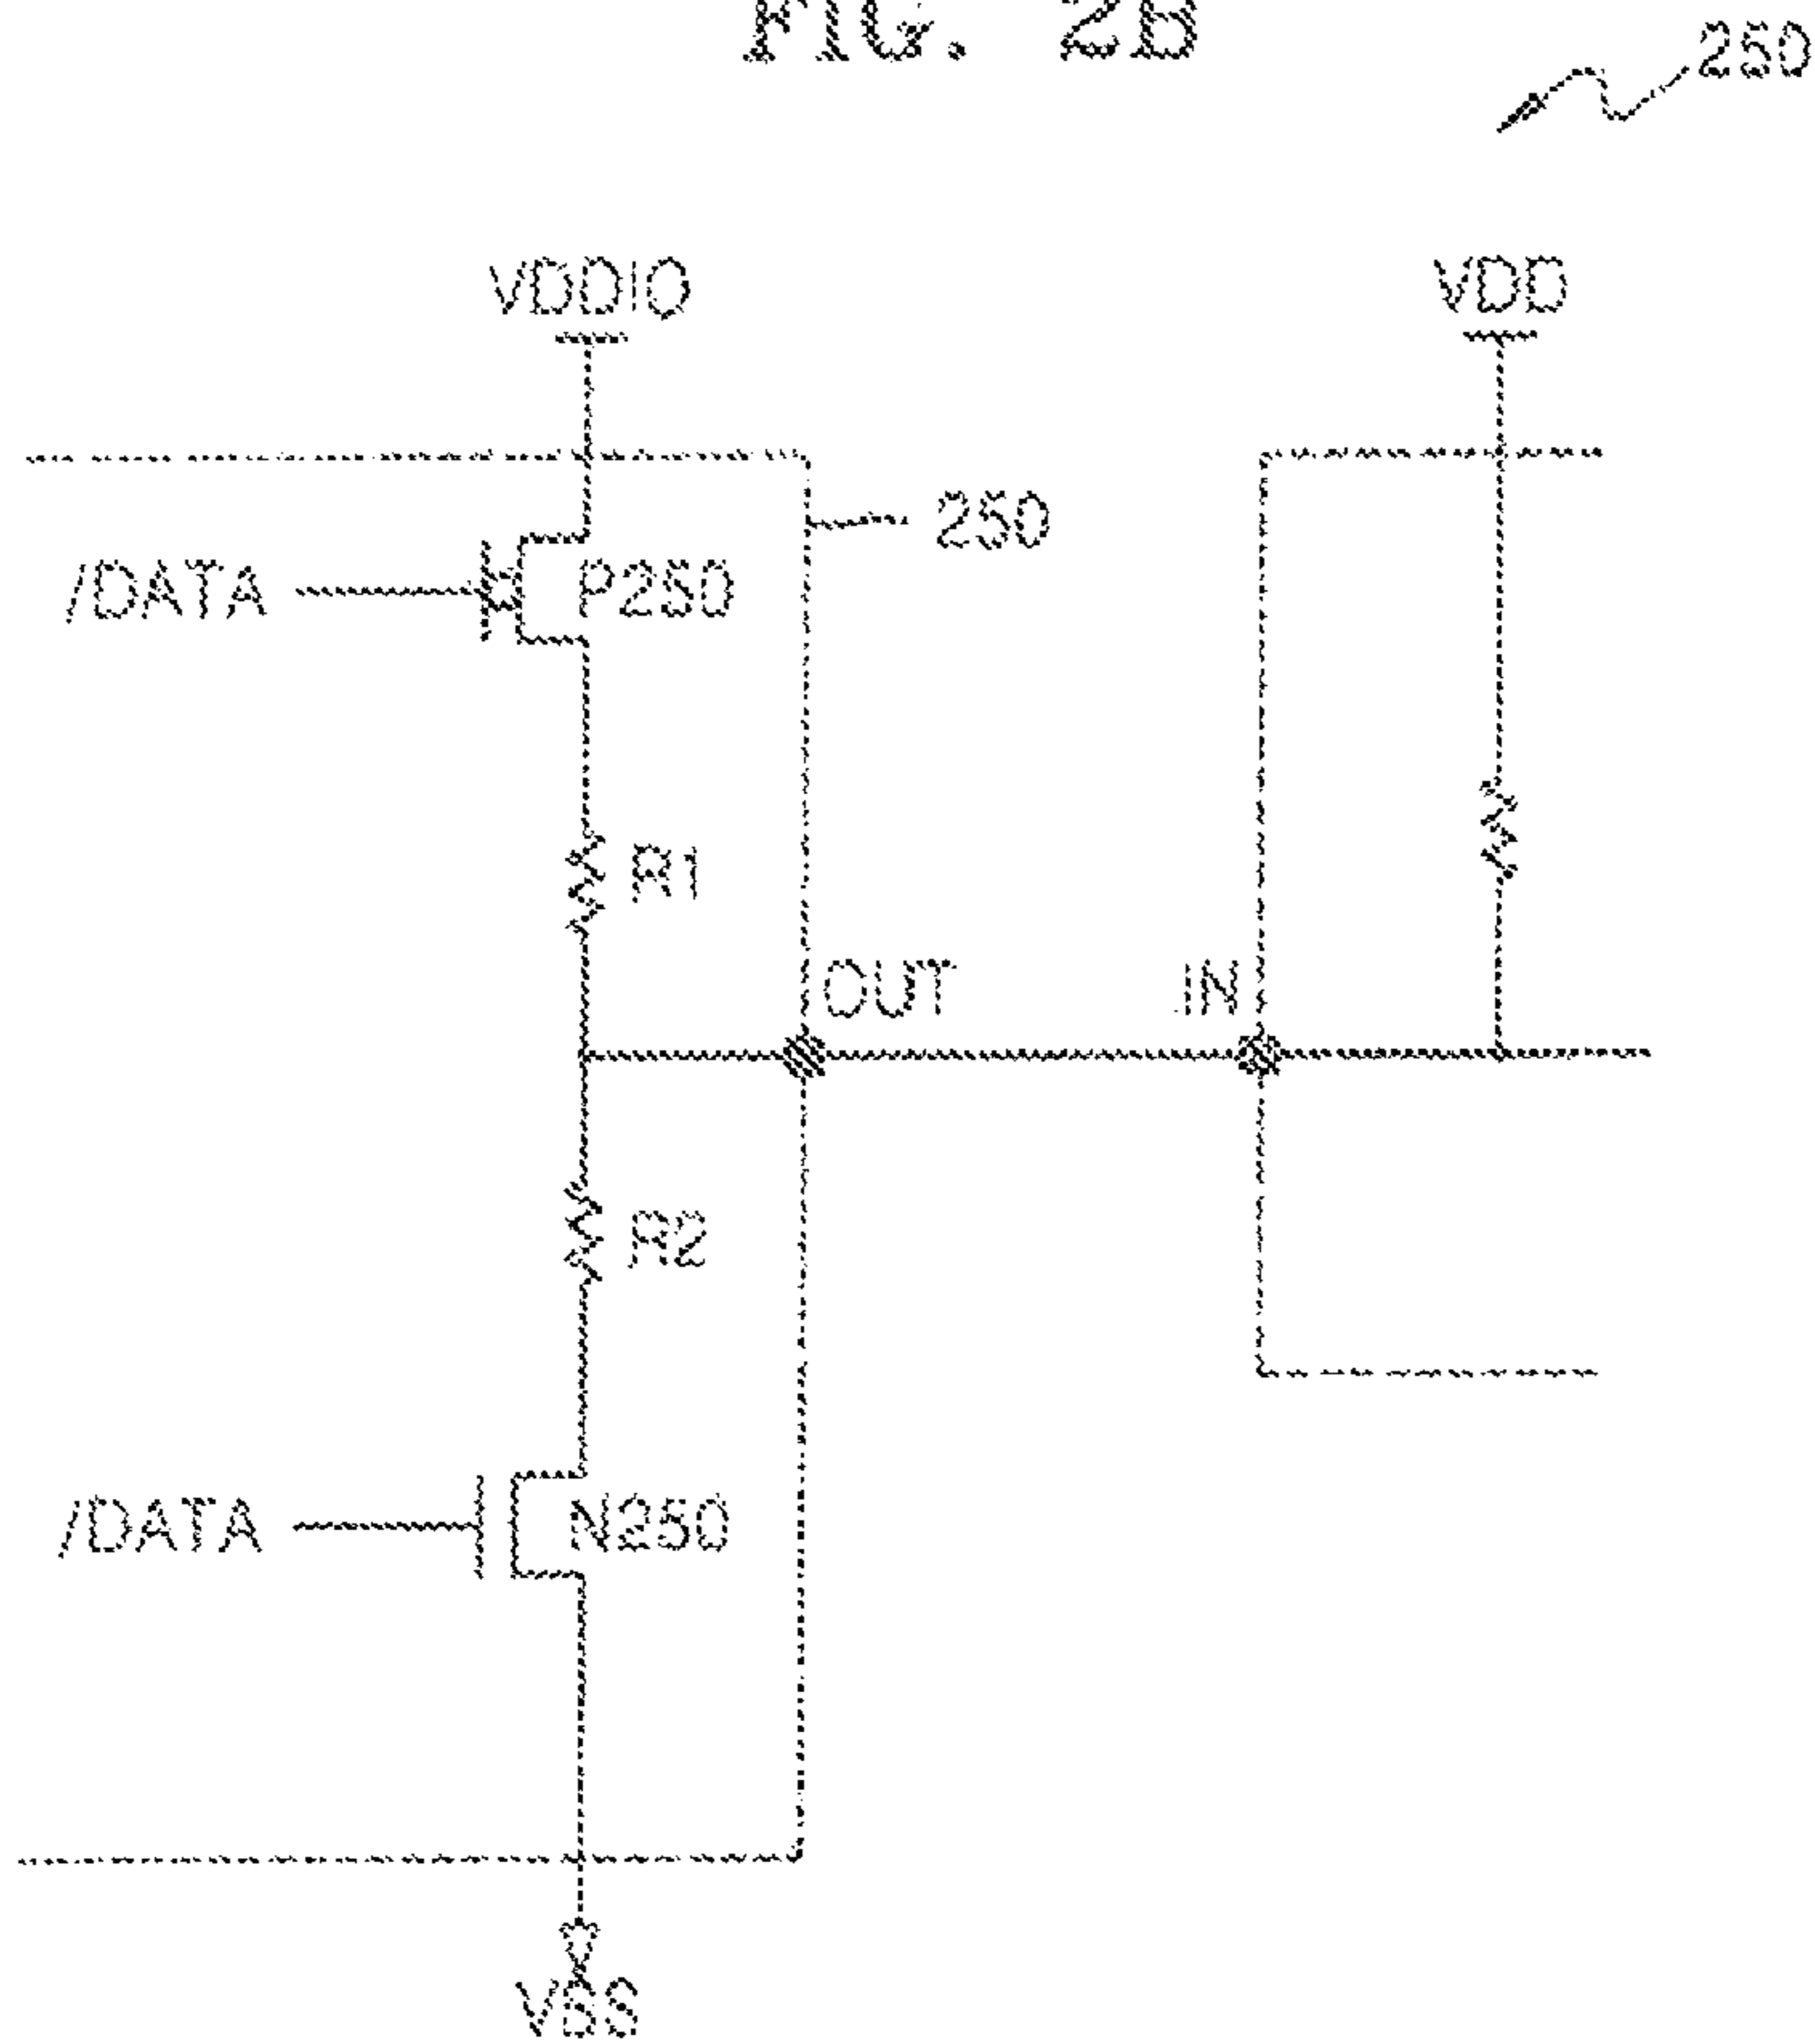 FIG. 2B
250
VDDIO
VDD
250
/DATA
P250
R1
OUT
IN
R2
/DATA
N250
VSS